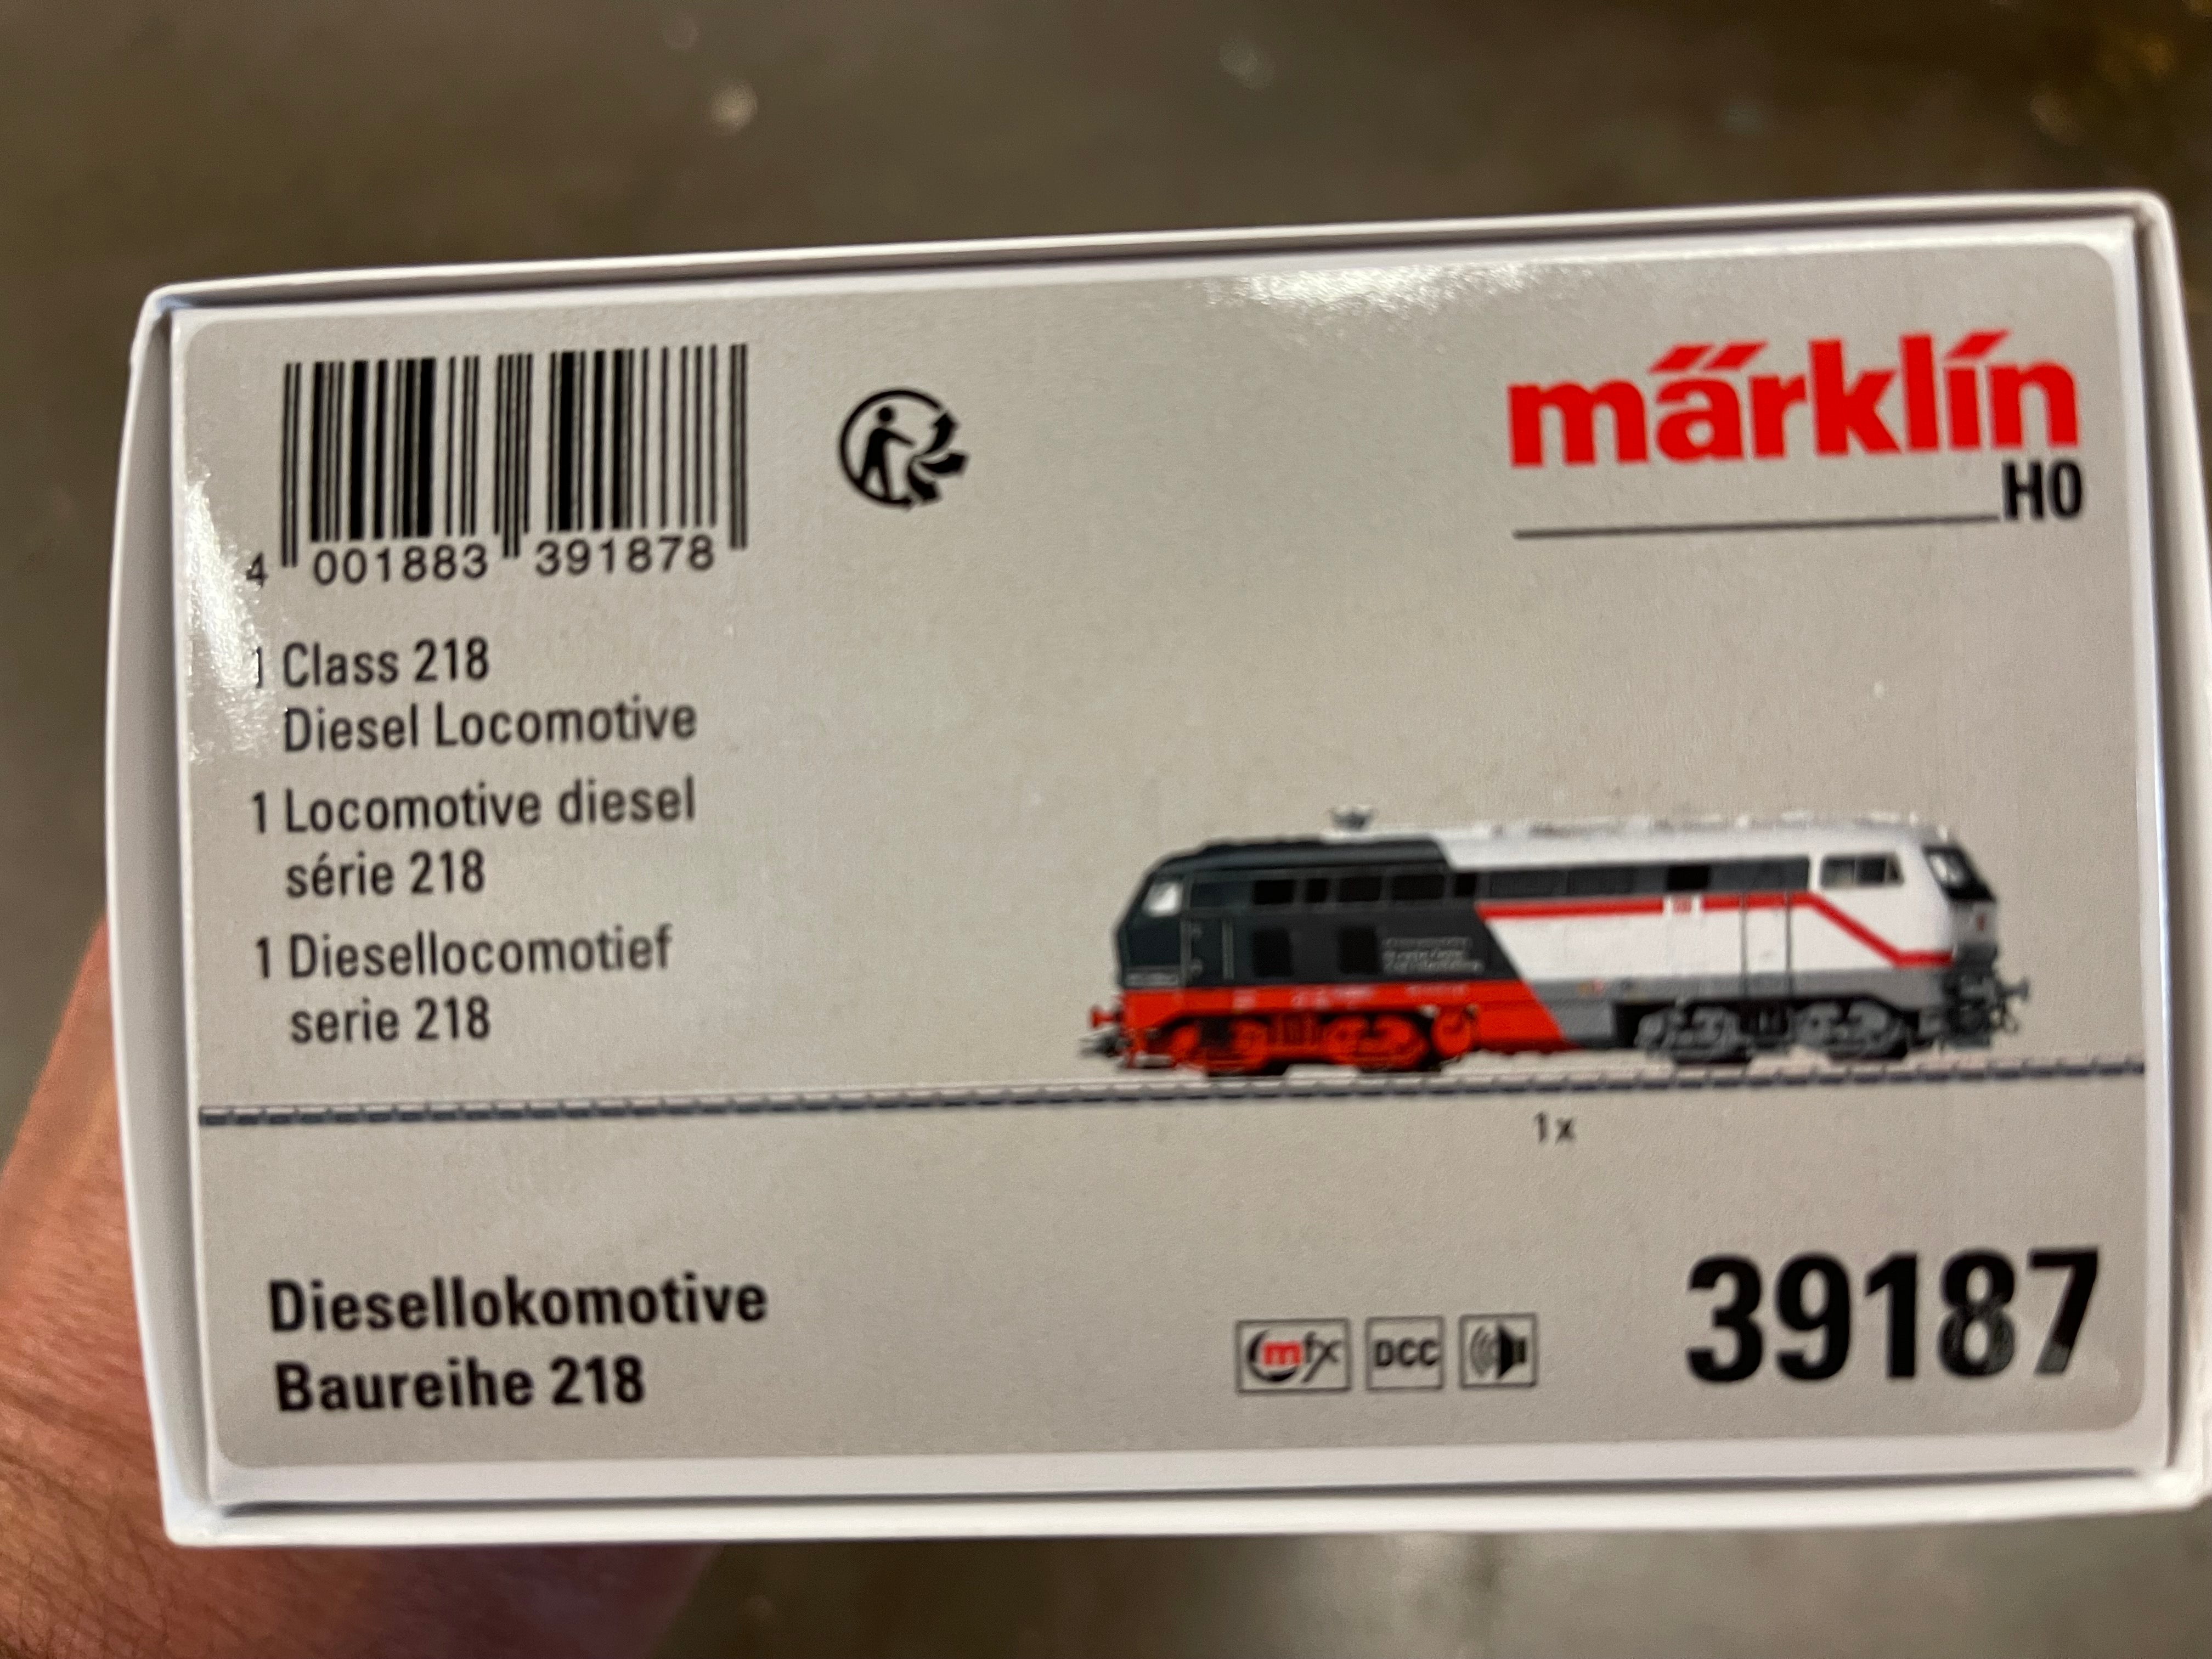 4 001883 391878
märklín
H0
1 Class 218
Diesel Locomotive
1 Locomotive diesel
série 218
1 Diesellocomotief
serie 218
1x
Diesellokomotive
Baureihe 218
mfx
DCC
39187